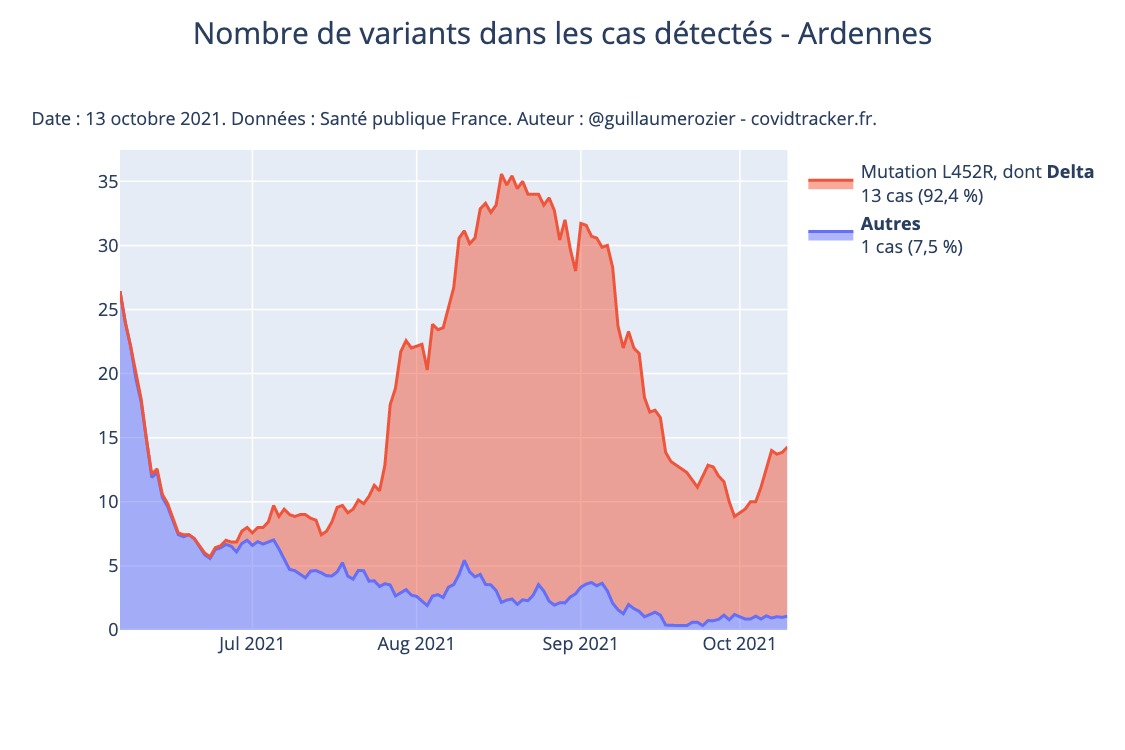 Nombre de variants dans les cas détectés - Ardennes
Date : 13 octobre 2021. Données : Santé publique France. Auteur : @guillaumerozier - covidtracker.fr.
Mutation L452R, dont Delta
13 cas (92,4 %)
Autres
1 cas (7,5 %)
35
30
25
20
15
10
5
0
Jul 2021
Aug 2021
Sep 2021
Oct 2021